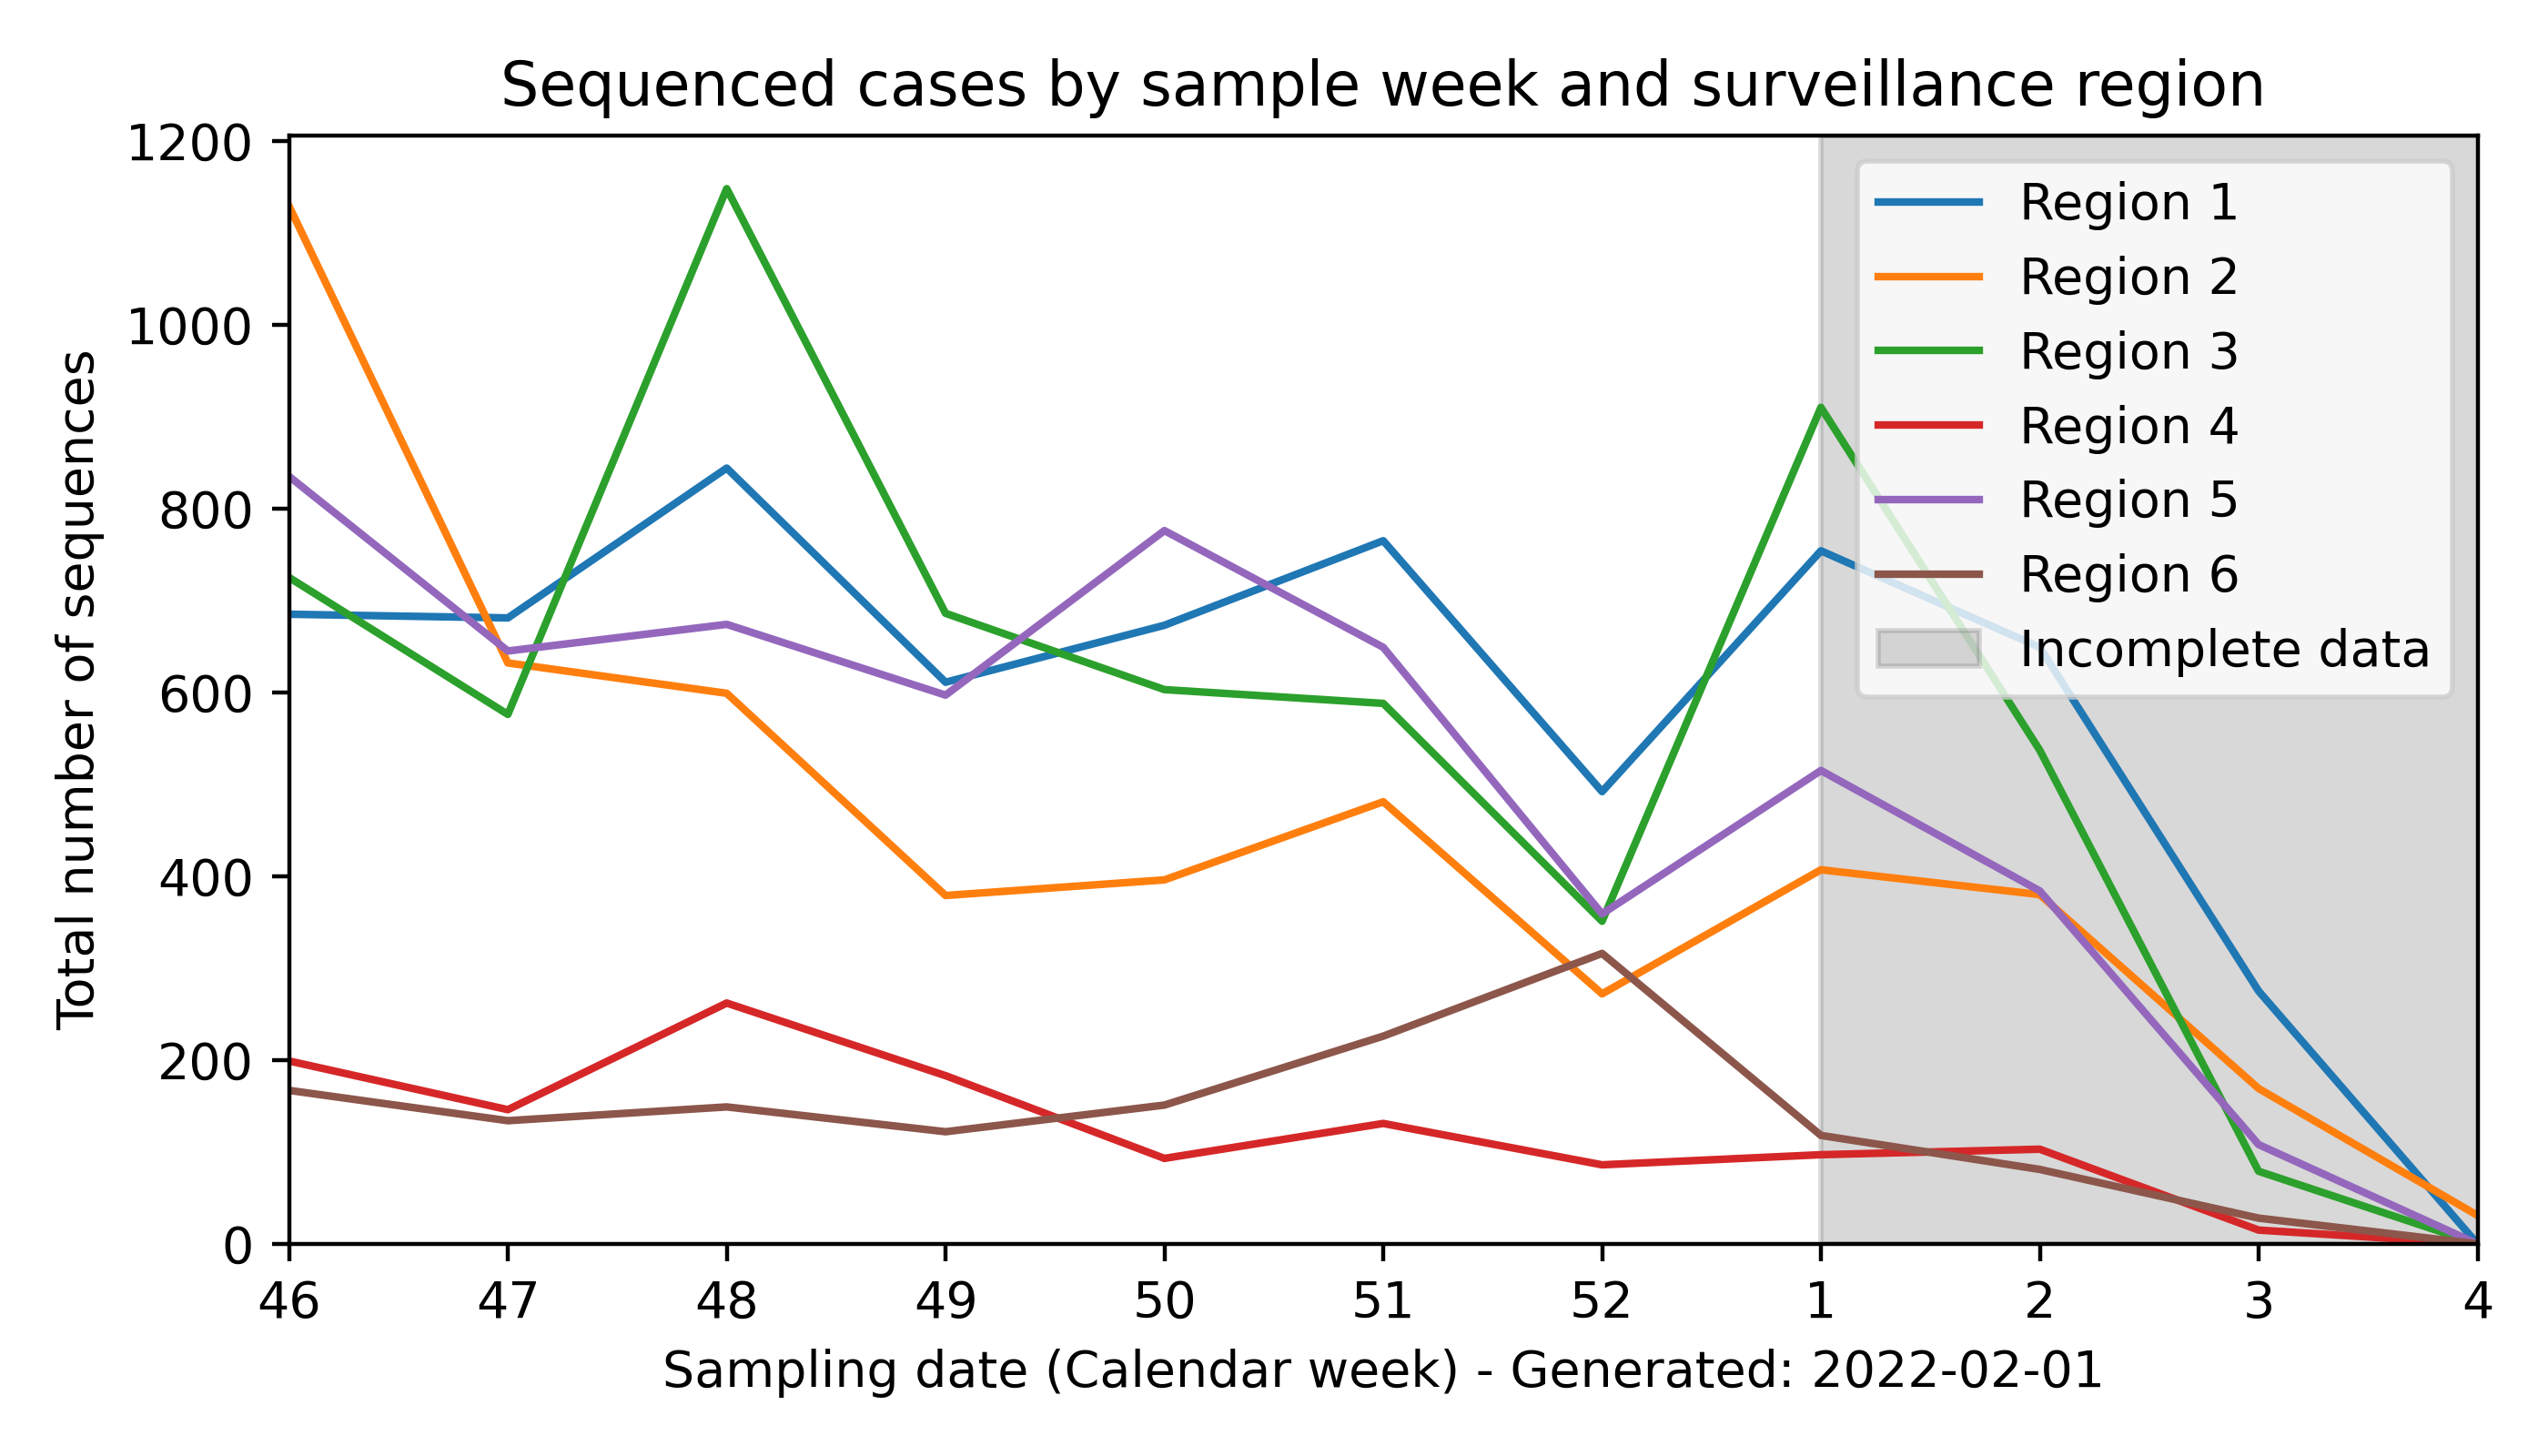 Sequenced cases by sample week and surveillance region
1200
1000
800
600
400
200
0
Total number of sequences
Region 1
Region 2
Region 3
Region 4
Region 5
Region 6
Incomplete data
46 47 48 49 50 51 52 1 2 3 4
Sampling date (Calendar week) - Generated: 2022-02-01